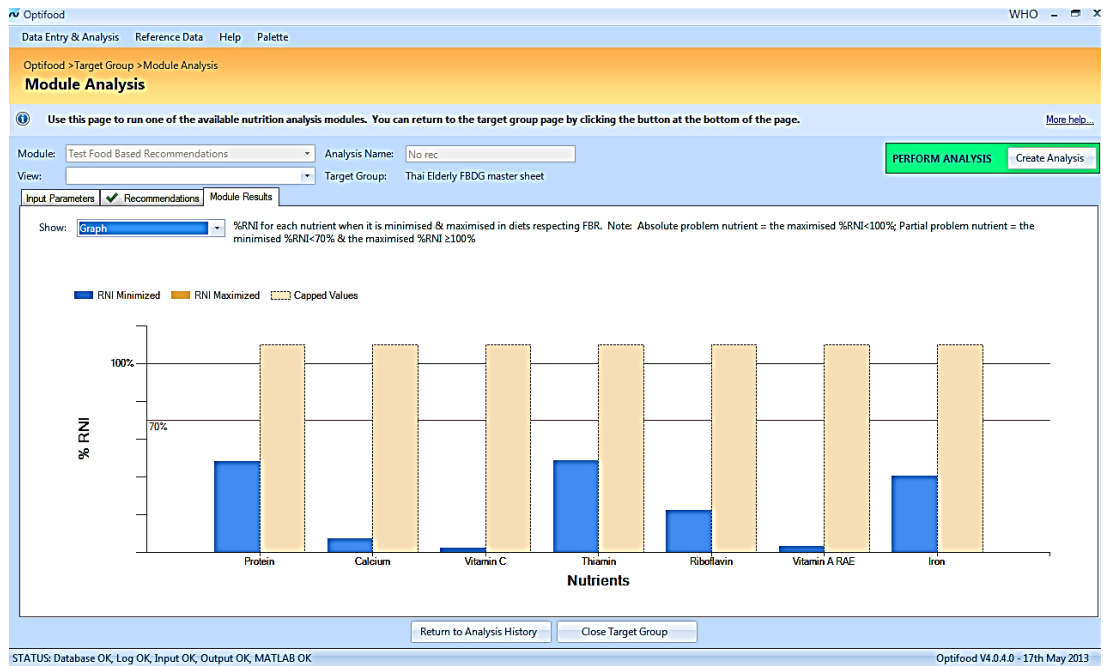 Optifood
WHO
Data Entry & Analysis Reference Data Help Palette
Optifood >Target Group >Module Analysis
Module Analysis
Use this page to run one of the available nutrition analysis modules. You can return to the target group page by clicking the button at the bottom of the page.
More help...
Module: Test Food Based Recommendations Analysis Name: No rec
PERFORM ANALYSIS Create Analysis
View: Target Group: Thai Elderly FBDG master sheet
Input Parameters Recommendations Module Results
Show: Graph
%RNI for each nutrient when it is minimised & maximised in diets respecting FBR. Note: Absolute problem nutrient = the maximised %RNI<100%; Partial problem nutrient = the
minimised %RNI<70% & the maximised %RNI ≥100%
RNI Minimized RNI Maximized Capped Values
100%
70%
% RNI
Protein Calcium Vitamin C Thiamin Riboflavin Vitamin A RAE Iron
Nutrients
Return to Analysis History Close Target Group
STATUS: Database OK, Log OK, Input OK, Output OK, MATLAB OK
Optifood V4.0.4.0 - 17th May 2013